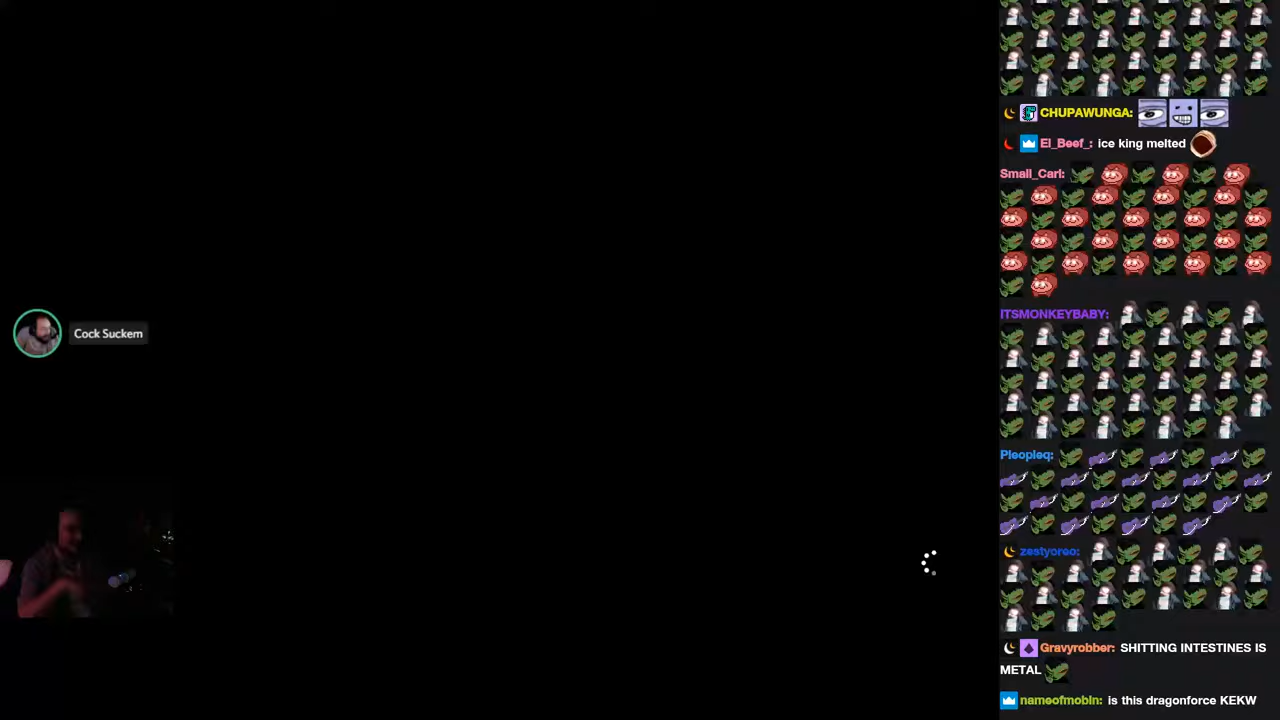 CHUPAWUNGA:
El_Beef_: ice king melted
Small_Carl:
Cock Suckem
ITSMONKEYBABY:
Pleopleq:
zestyoreo:
Gravyrobber: SHITTING INTESTINES IS
METAL
nameofmobin: is this dragonforce KEKW